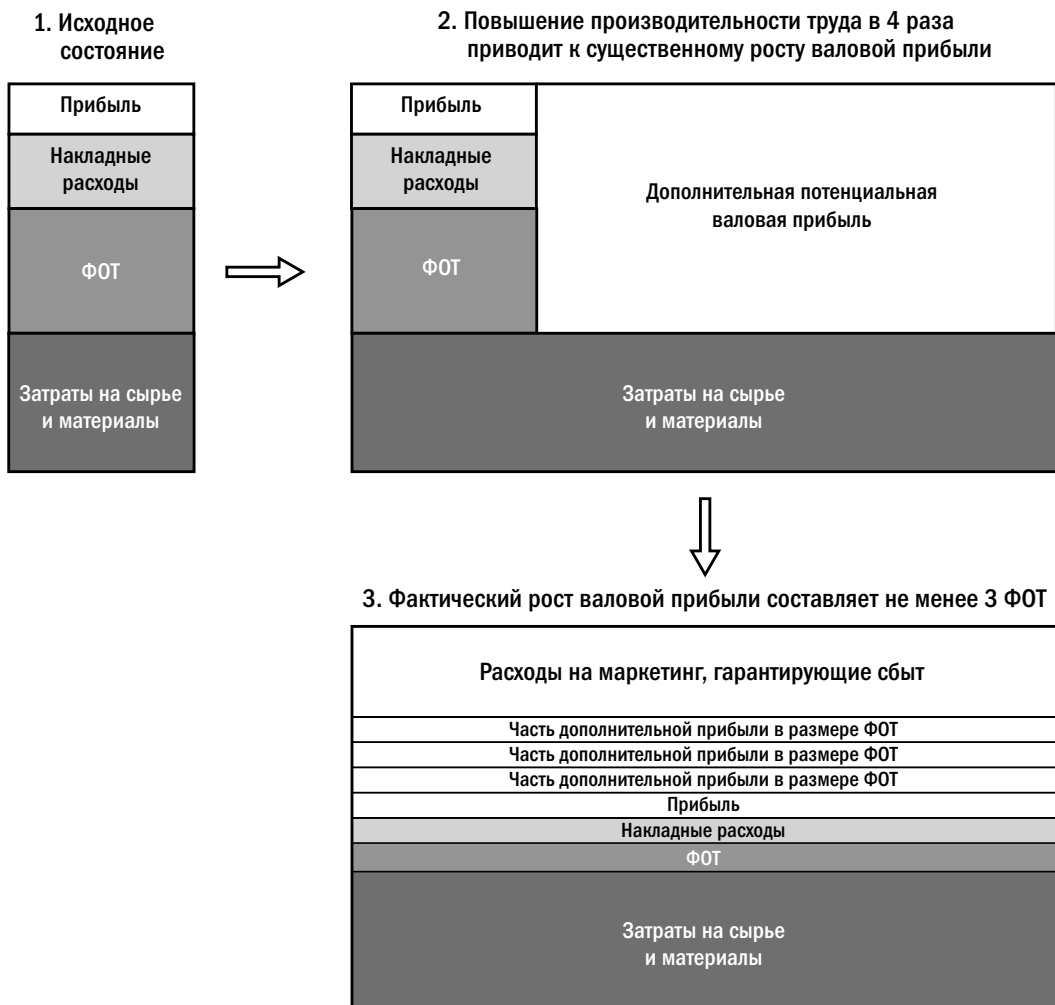 1. Исходное
состояние
Прибыль
Накладные
расходы
ФОТ
Затраты на сырье
и материалы
2. Повышение производительности труда в 4 раза
приводит к существенному росту валовой прибыли
Прибыль
Накладные
расходы
ФОТ
Дополнительная потенциальная
валовая прибыль
Затраты на сырье
и материалы
3. Фактический рост валовой прибыли составляет не менее 3 ФОТ
Расходы на маркетинг, гарантирующие сбыт
Часть дополнительной прибыли в размере ФОТ
Часть дополнительной прибыли в размере ФОТ
Часть дополнительной прибыли в размере ФОТ
Прибыль
Накладные расходы
ФОТ
Затраты на сырье
и материалы